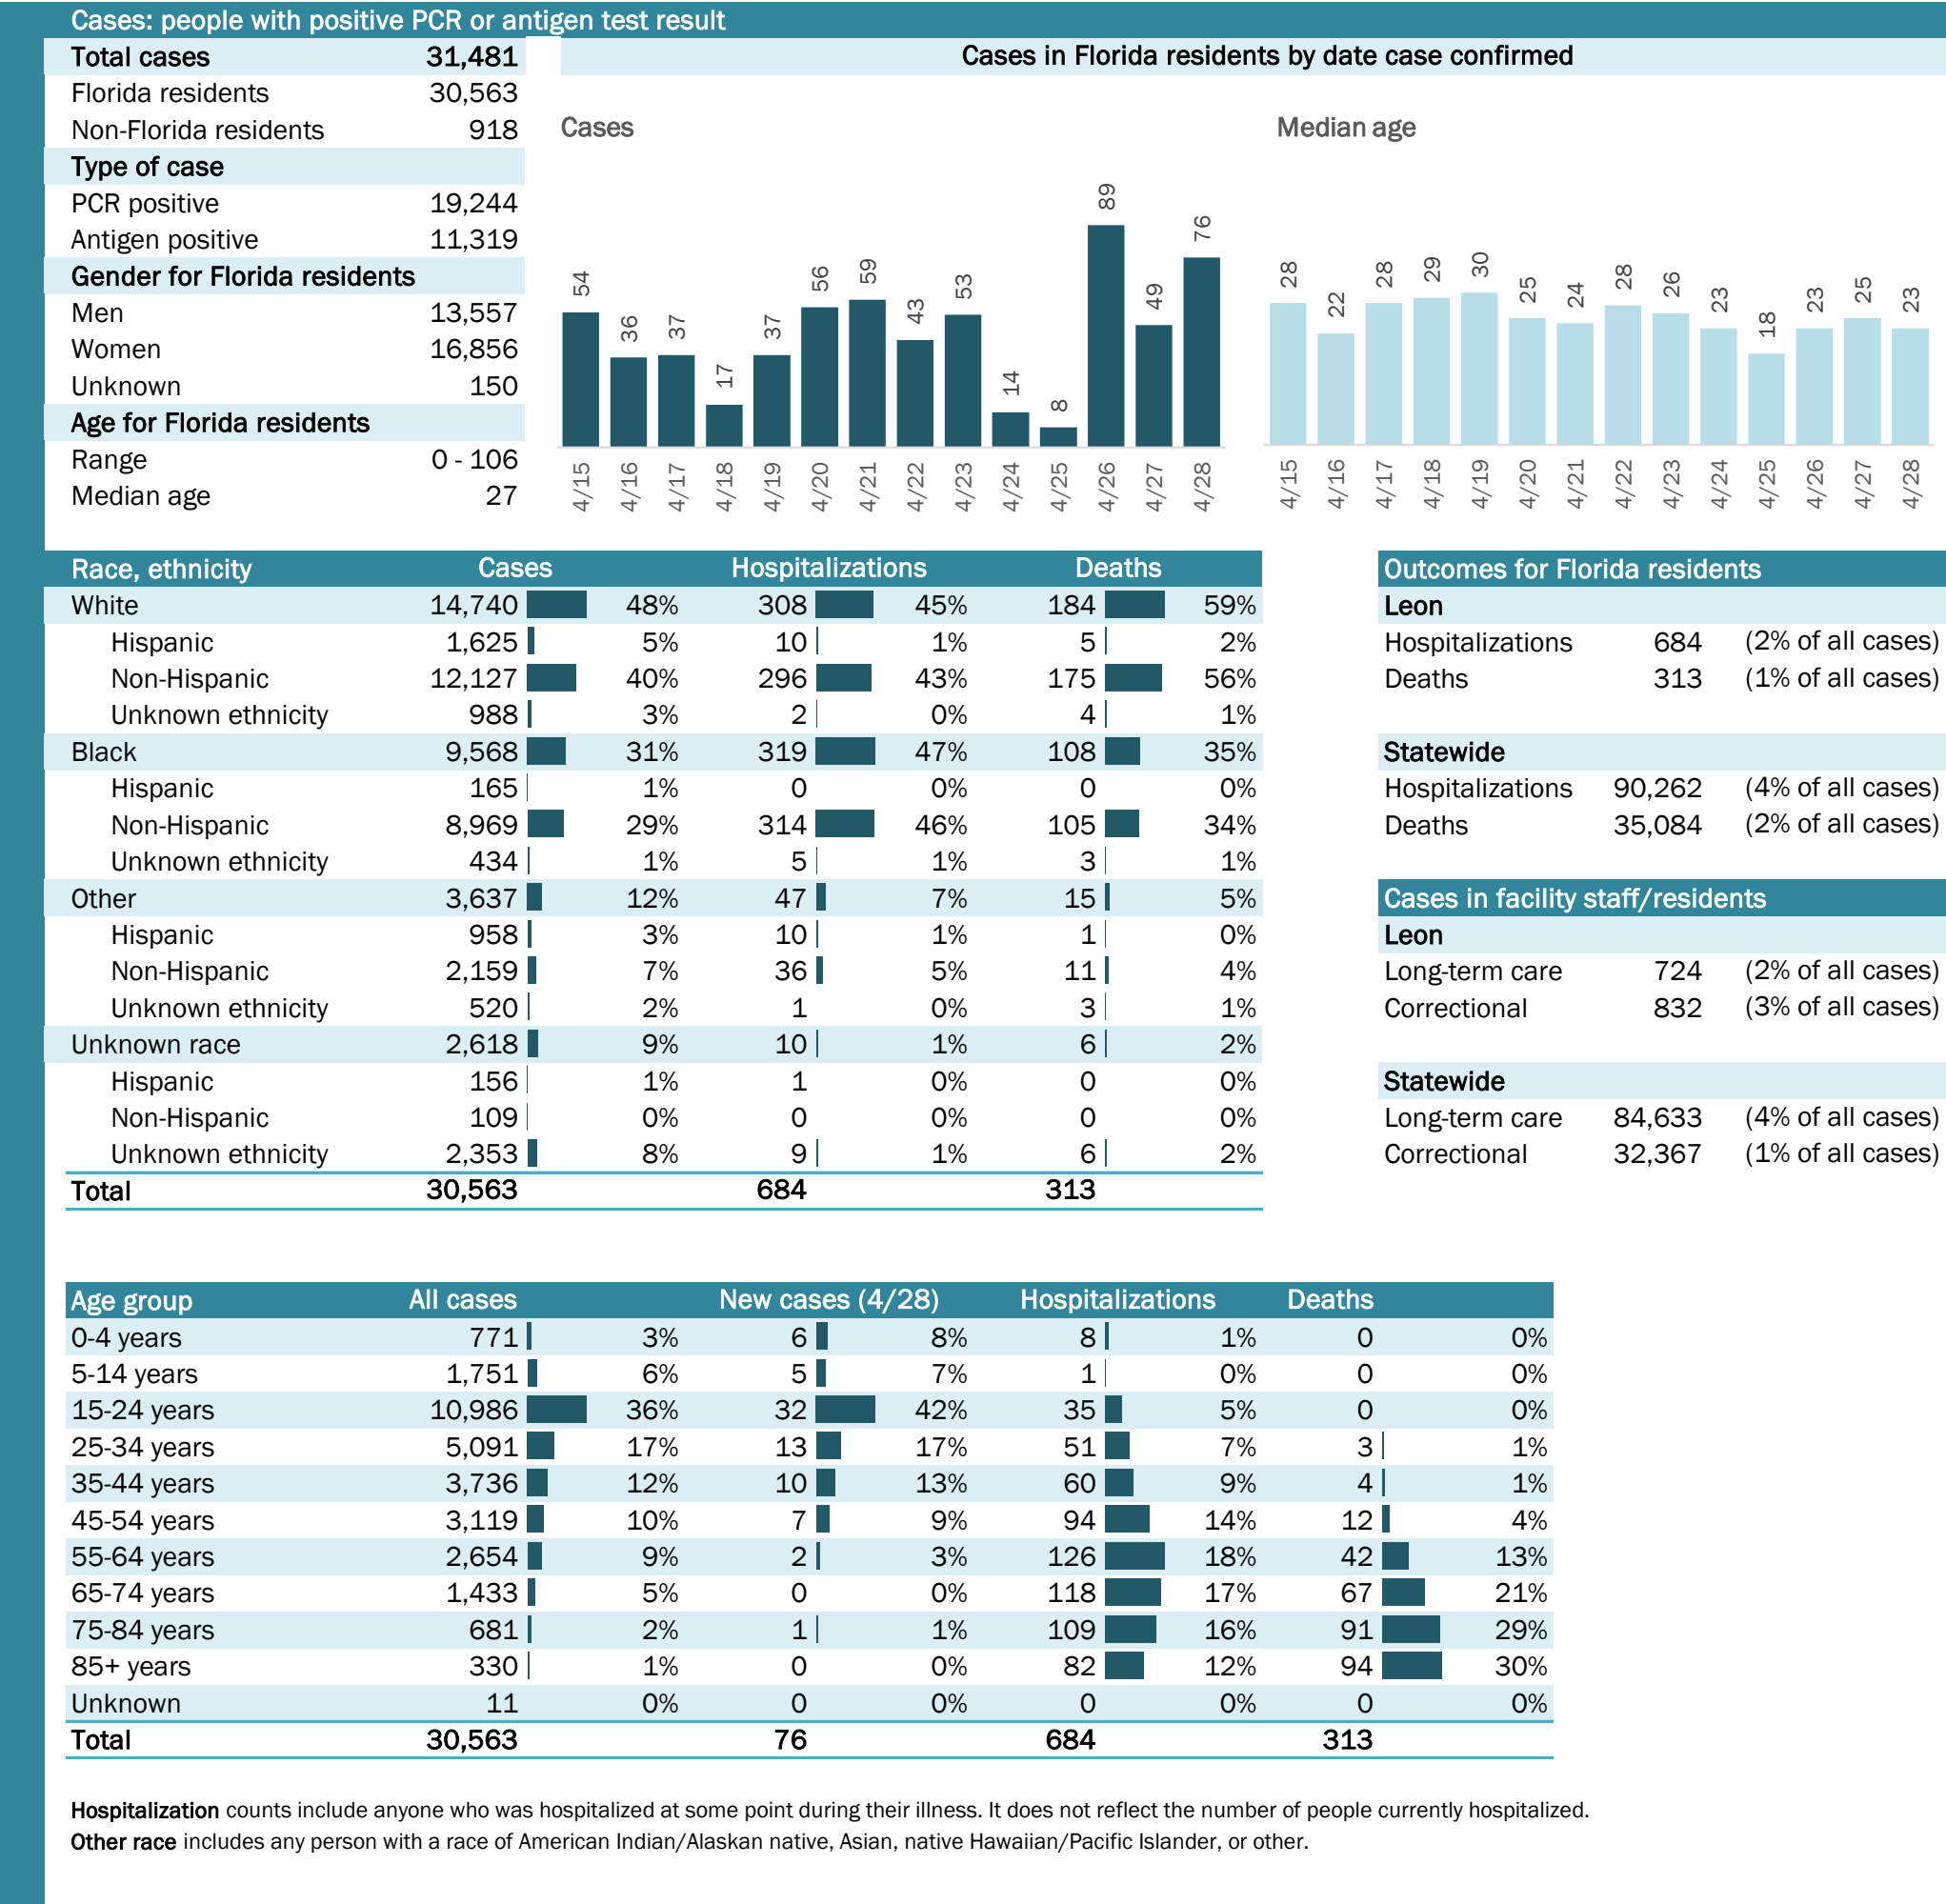 Cases: people with positive PCR or antigen test result
Total cases 31,481
Florida residents 30,563
Non-Florida residents 918
Type of case
PCR positive 19,244
Antigen positive 11,319
Gender for Florida residents
Men 13,557
Women 16,856
Unknown 150
Age for Florida residents
Range 0 - 106
Median age 27
Cases in Florida residents by date case confirmed
Cases
54 36 37 17 37 56 59 43 53 14 8 89 49 76
4/15 4/16 4/17 4/18 4/19 4/20 4/21 4/22 4/23 4/24 4/25 4/26 4/27 4/28
Median age
28 22 28 29 30 25 24 28 26 23 18 23 25 23
4/15 4/16 4/17 4/18 4/19 4/20 4/21 4/22 4/23 4/24 4/25 4/26 4/27 4/28
Race, ethnicity Cases Hospitalizations Deaths
White 14,740 48% 308 45% 184 59%
Hispanic 1,625 5% 10 1% 5 2%
Non-Hispanic 12,127 40% 296 43% 175 56%
Unknown ethnicity 988 3% 2 0% 4 1%
Black 9,568 31% 319 47% 108 35%
Hispanic 165 1% 0 0% 0 0%
Non-Hispanic 8,969 29% 314 46% 105 34%
Unknown ethnicity 434 1% 5 1% 3 1%
Other 3,637 12% 47 7% 15 5%
Hispanic 958 3% 10 1% 1 0%
Non-Hispanic 2,159 7% 36 5% 11 4%
Unknown ethnicity 520 2% 1 0% 3 1%
Unknown race 2,618 9% 10 1% 6 2%
Hispanic 156 1% 1 0% 0 0%
Non-Hispanic 109 0% 0 0% 0 0%
Unknown ethnicity 2,353 8% 9 1% 6 2%
Total 30,563 684 313
Outcomes for Florida residents
Leon
Hospitalizations 684 (2% of all cases)
Deaths 313 (1% of all cases)
Statewide
Hospitalizations 90,262 (4% of all cases)
Deaths 35,084 (2% of all cases)
Cases in facility staff/residents
Leon
Long-term care 724 (2% of all cases)
Correctional 832 (3% of all cases)
Statewide
Long-term care 84,633 (4% of all cases)
Correctional 32,367 (1% of all cases)
Age group All cases New cases (4/28) Hospitalizations Deaths
0-4 years 771 3% 6 8% 8 1% 0 0%
5-14 years 1,751 6% 5 7% 1 0% 0 0%
15-24 years 10,986 36% 32 42% 35 5% 0 0%
25-34 years 5,091 17% 13 17% 51 7% 3 1%
35-44 years 3,736 12% 10 13% 60 9% 4 1%
45-54 years 3,119 10% 7 9% 94 14% 12 4%
55-64 years 2,654 9% 2 3% 126 18% 42 13%
65-74 years 1,433 5% 0 0% 118 17% 67 21%
75-84 years 681 2% 1 1% 109 16% 91 29%
85+ years 330 1% 0 0% 82 12% 94 30%
Unknown 11 0% 0 0% 0 0% 0 0%
Total 30,563 76 684 313
Hospitalization counts include anyone who was hospitalized at some point during their illness. It does not reflect the number of people currently hospitalized.
Other race includes any person with a race of American Indian/Alaskan native, Asian, native Hawaiian/Pacific Islander, or other.